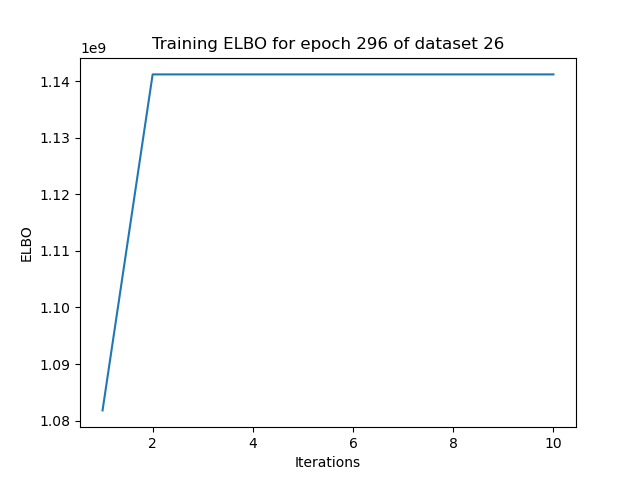 Training ELBO for epoch 296 of dataset 26
1e9
1.14
1.13
1.12
1.11
1.10
1.09
1.08
ELBO
2 4 6 8 10
Iterations